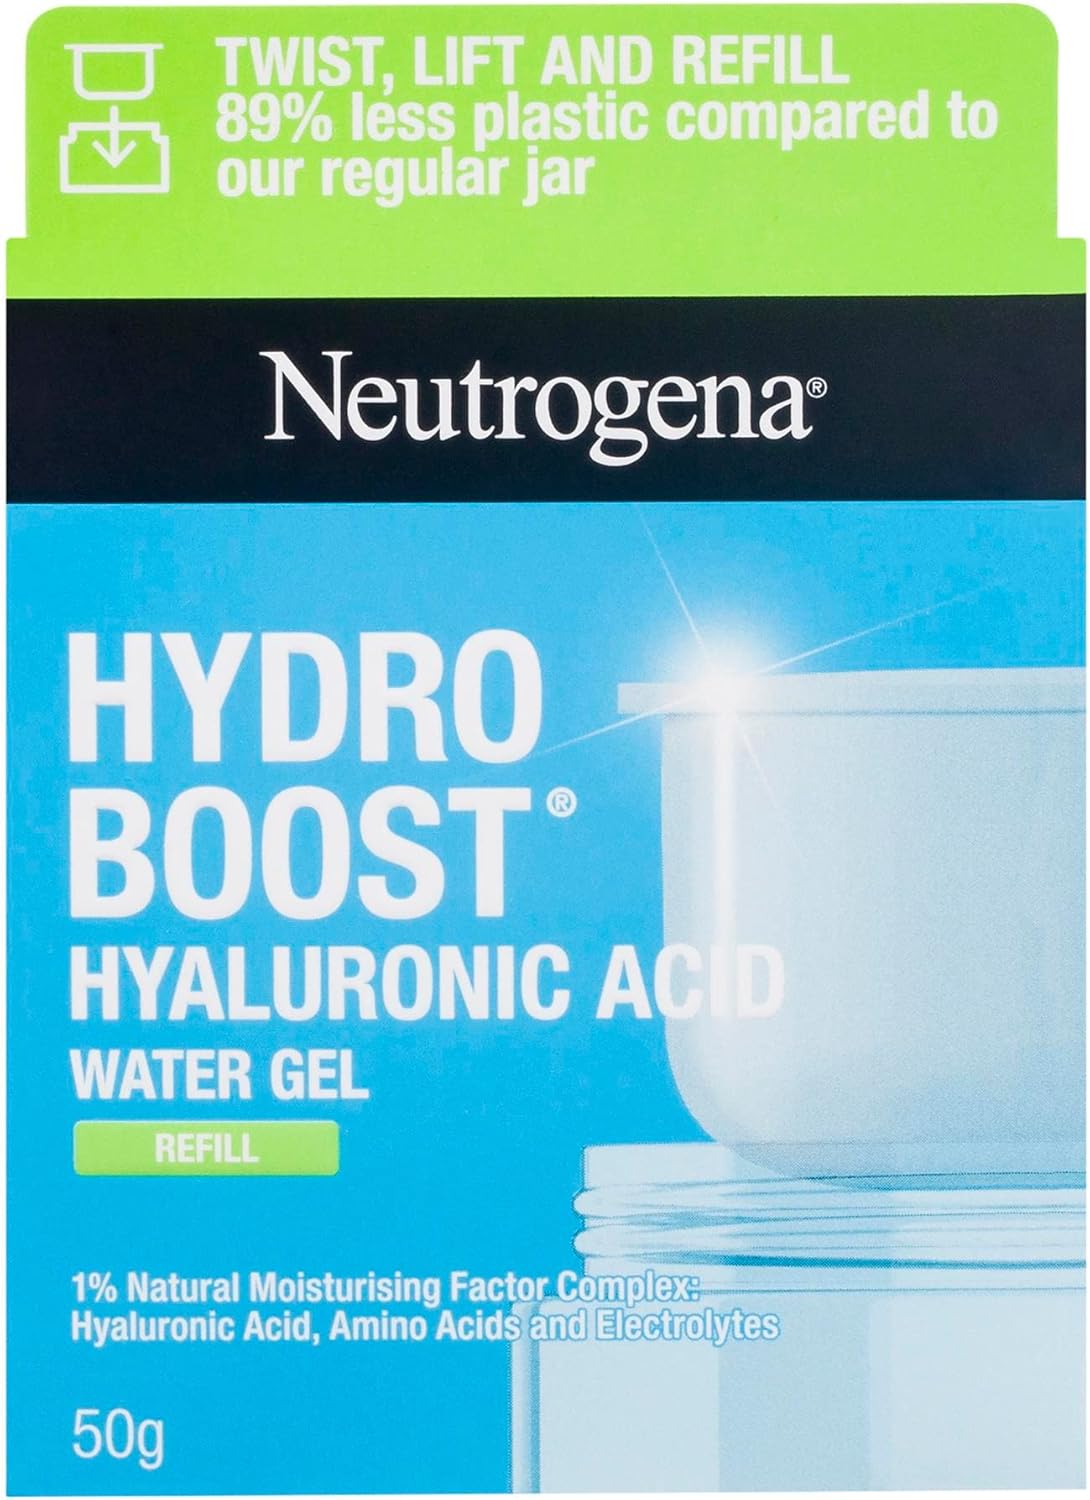 TWIST, LIFT AND REFILL
89% less plastic compared to
our regular jar
Neutrogena®
HYDRO
BOOST®
HYALURONIC ACID
WATER GEL
REFILL
1% Natural Moisturising Factor Complex:
Hyaluronic Acid, Amino Acids and Electrolytes
50g